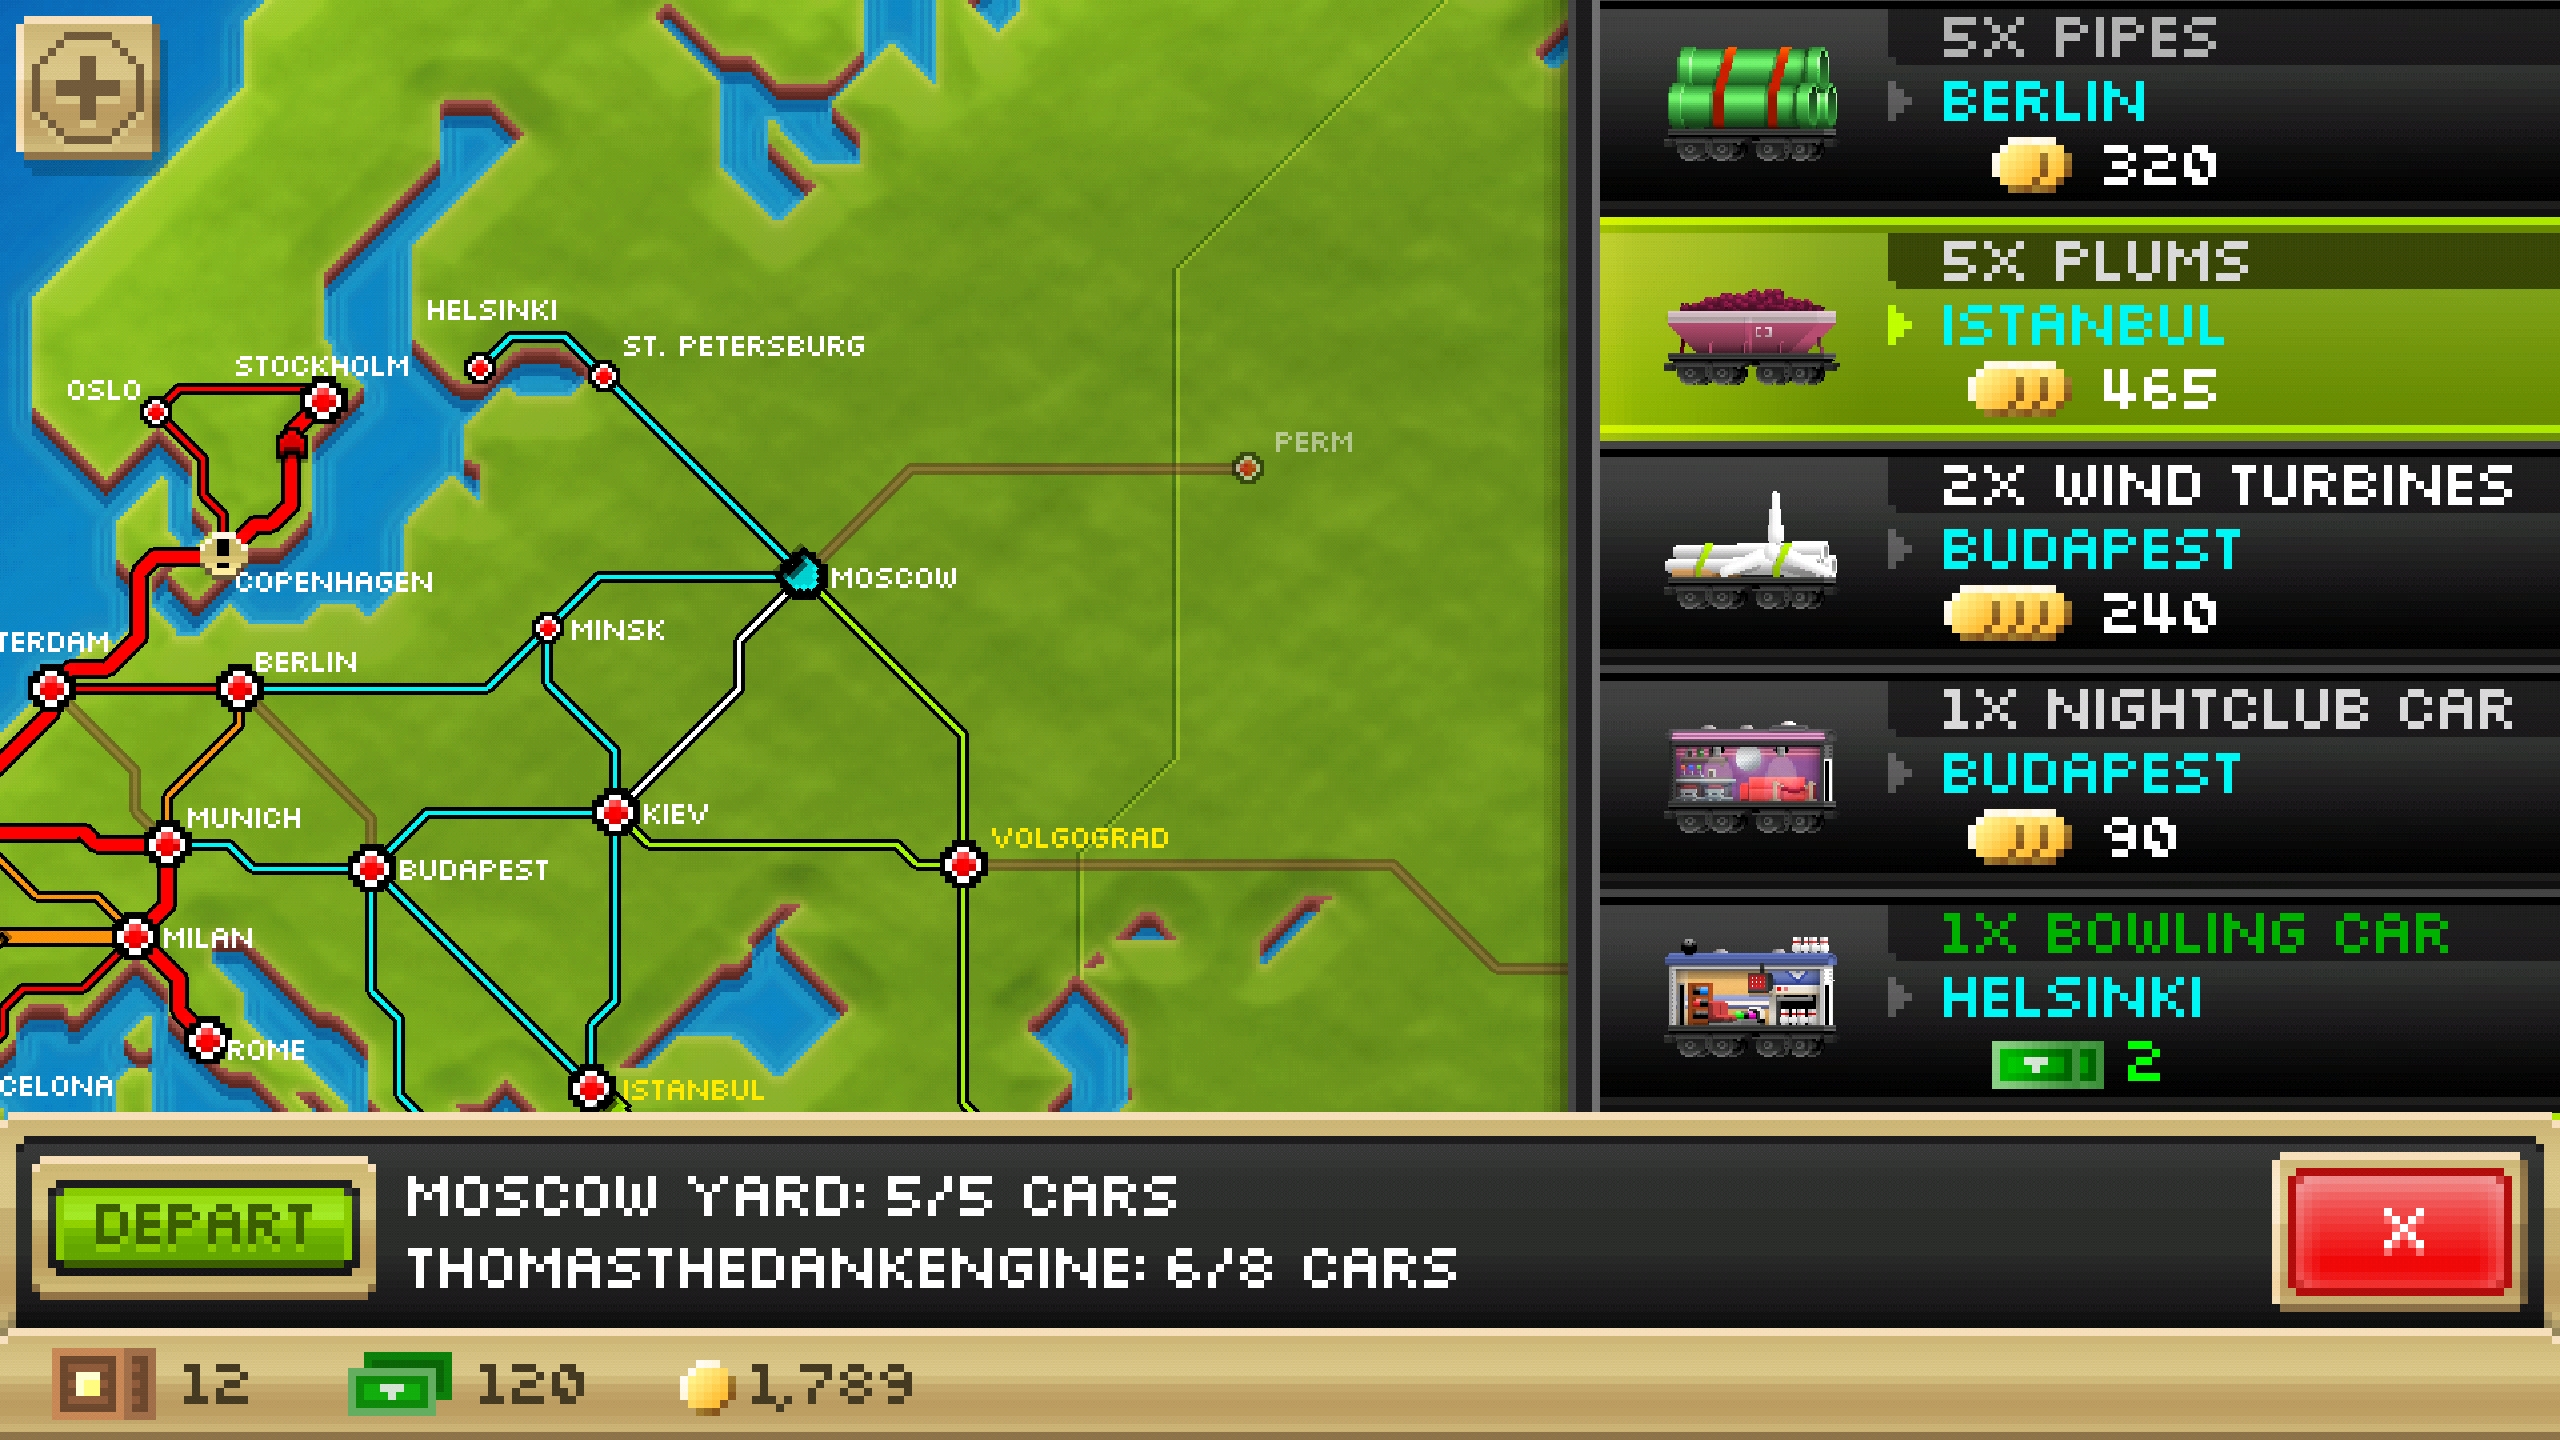 HELSINKI
ST. PETERSBURG
STOCKHOLM
OSLO
PERM
COPENHAGEN
MOSCOW
MINSK
TERDAM
BERLIN
MUNICH
KIEV
VOLGOGRAD
BUDAPEST
MILAN
ROME
CELONA
ISTANBUL
5X PIPES
BERLIN
320
5X PLUMS
ISTANBUL
465
2X WIND TURBINES
BUDAPEST
240
1X NIGHTCLUB CAR
BUDAPEST
90
1X BOWLING CAR
HELSINKI
2
DEPART
MOSCOW YARD: 5/5 CARS
THOMASTHEDANKENGINE: 6/8 CARS
X
12
120
1,789